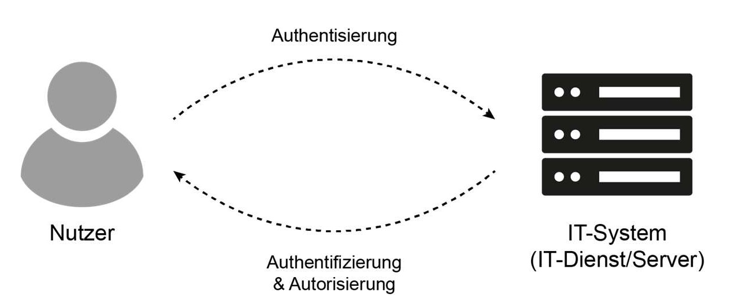 Authentisierung
Nutzer
IT-System
(IT-Dienst/Server)
Authentifizierung
& Autorisierung